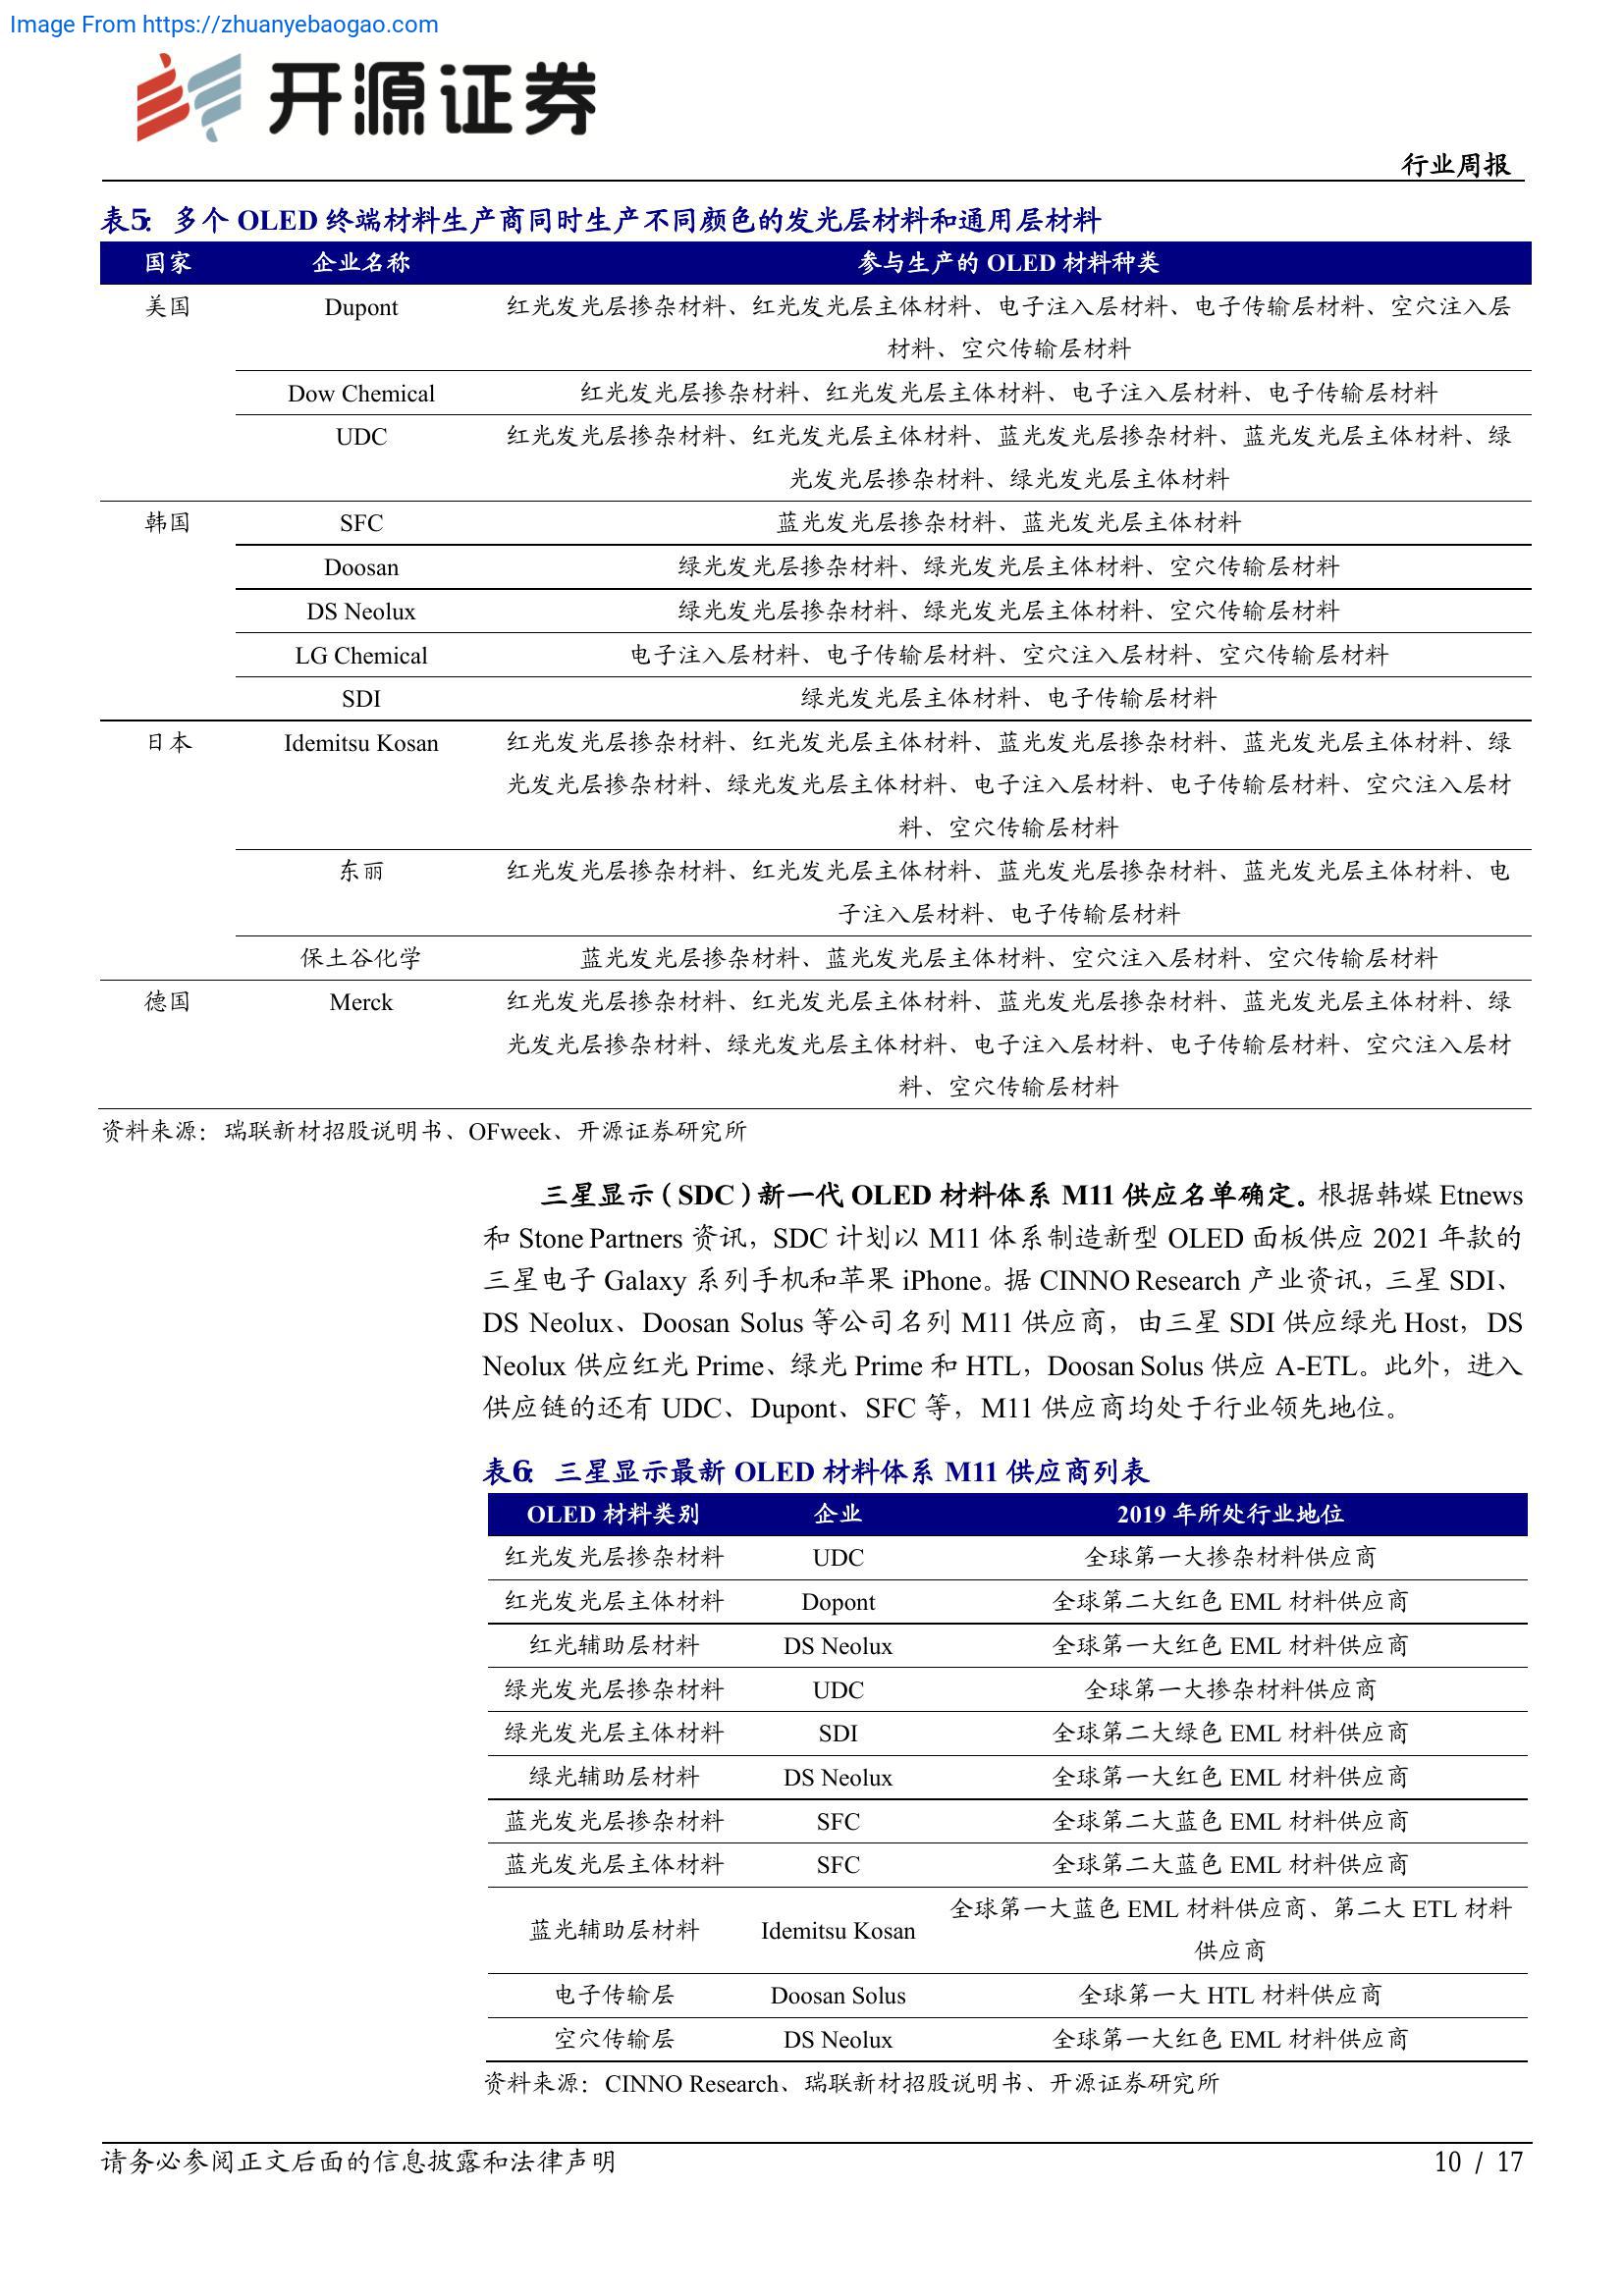 Image From https://zhuanyebaogao.com
开源证券
行业周报
表5： 多个 OLED 终端材料生产商同时生产不同颜色的发光层材料和通用层材料
国家 企业名称 参与生产的 OLED 材料种类
美国 Dupont 红光发光层掺杂材料、红光发光层主体材料、电子注入层材料、电子传输层材料、空穴注入层
材料、空穴传输层材料
Dow Chemical 红光发光层掺杂材料、红光发光层主体材料、电子注入层材料、电子传输层材料
UDC 红光发光层掺杂材料、红光发光层主体材料、蓝光发光层掺杂材料、蓝光发光层主体材料、绿
光发光层掺杂材料、绿光发光层主体材料
韩国 SFC 蓝光发光层掺杂材料、蓝光发光层主体材料
Doosan 绿光发光层掺杂材料、绿光发光层主体材料、空穴传输层材料
DS Neolux 绿光发光层掺杂材料、绿光发光层主体材料、空穴传输层材料
LG Chemical 电子注入层材料、电子传输层材料、空穴注入层材料、空穴传输层材料
SDI 绿光发光层主体材料、电子传输层材料
日本 Idemitsu Kosan 红光发光层掺杂材料、红光发光层主体材料、蓝光发光层掺杂材料、蓝光发光层主体材料、绿
光发光层掺杂材料、绿光发光层主体材料、电子注入层材料、电子传输层材料、空穴注入层材
料、空穴传输层材料
东丽 红光发光层掺杂材料、红光发光层主体材料、蓝光发光层掺杂材料、蓝光发光层主体材料、电
子注入层材料、电子传输层材料
保土谷化学 蓝光发光层掺杂材料、蓝光发光层主体材料、空穴注入层材料、空穴传输层材料
德国 Merck 红光发光层掺杂材料、红光发光层主体材料、蓝光发光层掺杂材料、蓝光发光层主体材料、绿
光发光层掺杂材料、绿光发光层主体材料、电子注入层材料、电子传输层材料、空穴注入层材
料、空穴传输层材料
资料来源：瑞联新材招股说明书、OFweek、开源证券研究所
三星显示（SDC）新一代 OLED 材料体系 M11 供应名单确定。根据韩媒 Etnews
和 Stone Partners 资讯，SDC 计划以 M11 体系制造新型 OLED 面板供应 2021 年款的
三星电子 Galaxy 系列手机和苹果 iPhone。据 CINNO Research 产业资讯，三星 SDI、
DS Neolux、Doosan Solus 等公司名列 M11 供应商，由三星 SDI 供应绿光 Host，DS
Neolux 供应红光 Prime、绿光 Prime 和 HTL，Doosan Solus 供应 A-ETL。此外，进入
供应链的还有 UDC、Dupont、SFC 等，M11 供应商均处于行业领先地位。
表6： 三星显示最新 OLED 材料体系 M11 供应商列表
OLED 材料类别 企业 2019 年所处行业地位
红光发光层掺杂材料 UDC 全球第一大掺杂材料供应商
红光发光层主体材料 Dopont 全球第二大红色 EML 材料供应商
红光辅助层材料 DS Neolux 全球第一大红色 EML 材料供应商
绿光发光层掺杂材料 UDC 全球第一大掺杂材料供应商
绿光发光层主体材料 SDI 全球第二大绿色 EML 材料供应商
绿光辅助层材料 DS Neolux 全球第一大红色 EML 材料供应商
蓝光发光层掺杂材料 SFC 全球第二大蓝色 EML 材料供应商
蓝光发光层主体材料 SFC 全球第二大蓝色 EML 材料供应商
蓝光辅助层材料 Idemitsu Kosan 全球第一大蓝色 EML 材料供应商、第二大 ETL 材料
供应商
电子传输层 Doosan Solus 全球第一大 HTL 材料供应商
空穴传输层 DS Neolux 全球第一大红色 EML 材料供应商
资料来源：CINNO Research、瑞联新材招股说明书、开源证券研究所
请务必参阅正文后面的信息披露和法律声明 10 / 17